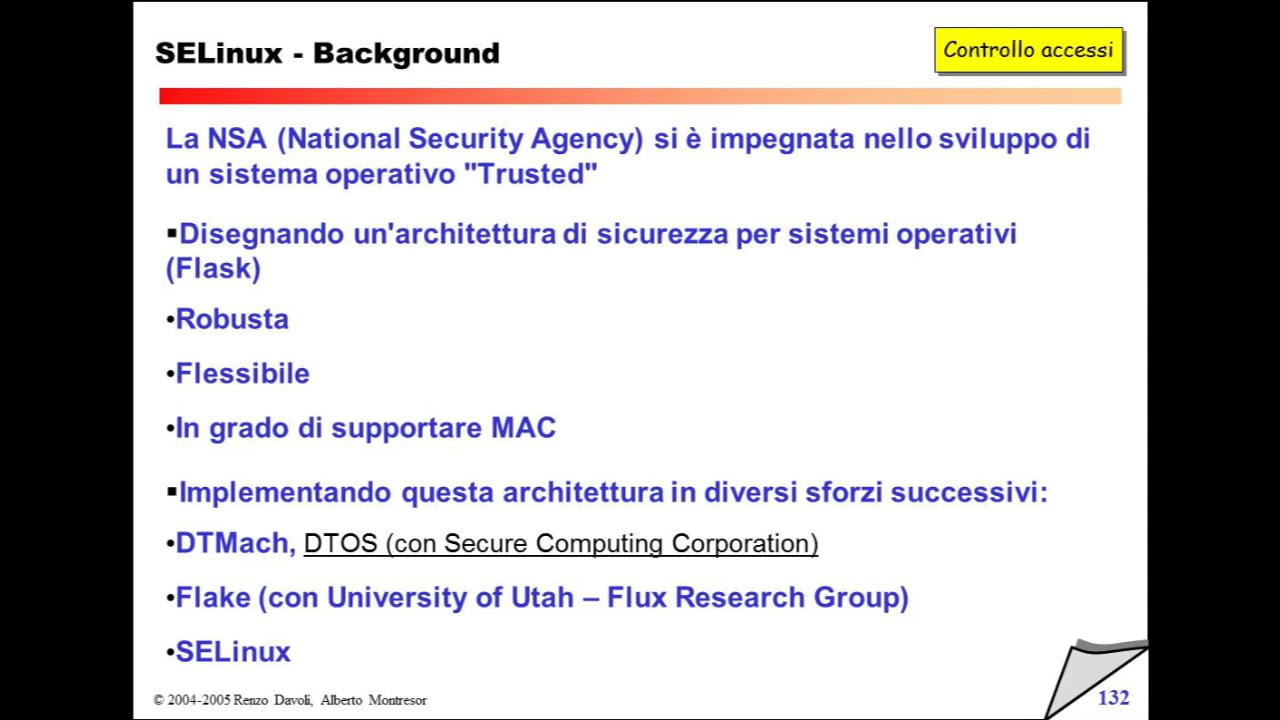 SELinux - Background
Controllo accessi
La NSA (National Security Agency) si è impegnata nello sviluppo di
un sistema operativo "Trusted"
▪Disegnando un'architettura di sicurezza per sistemi operativi
(Flask)
•Robusta
•Flessibile
•In grado di supportare MAC
▪Implementando questa architettura in diversi sforzi successivi:
•DTMach, DTOS (con Secure Computing Corporation)
•Flake (con University of Utah – Flux Research Group)
•SELinux
© 2004-2005 Renzo Davoli, Alberto Montresor
132